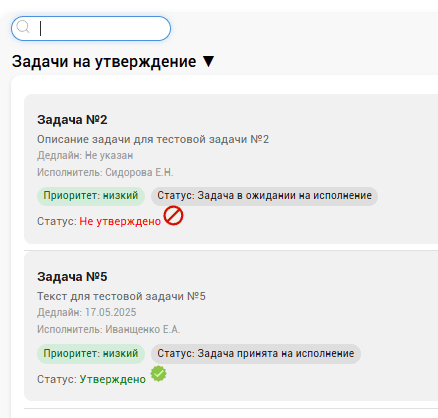 Задачи на утверждение ▼
Задача №2
Описание задачи для тестовой задачи №2
Дедлайн: Не указан
Исполнитель: Сидорова Е.Н.
Приоритет: низкий Статус: Задача в ожидании на исполнение
Статус: Не утверждено
Задача №5
Текст для тестовой задачи №5
Дедлайн: 17.05.2025
Исполнитель: Иванщенко Е.А.
Приоритет: низкий Статус: Задача принята на исполнение
Статус: Утверждено